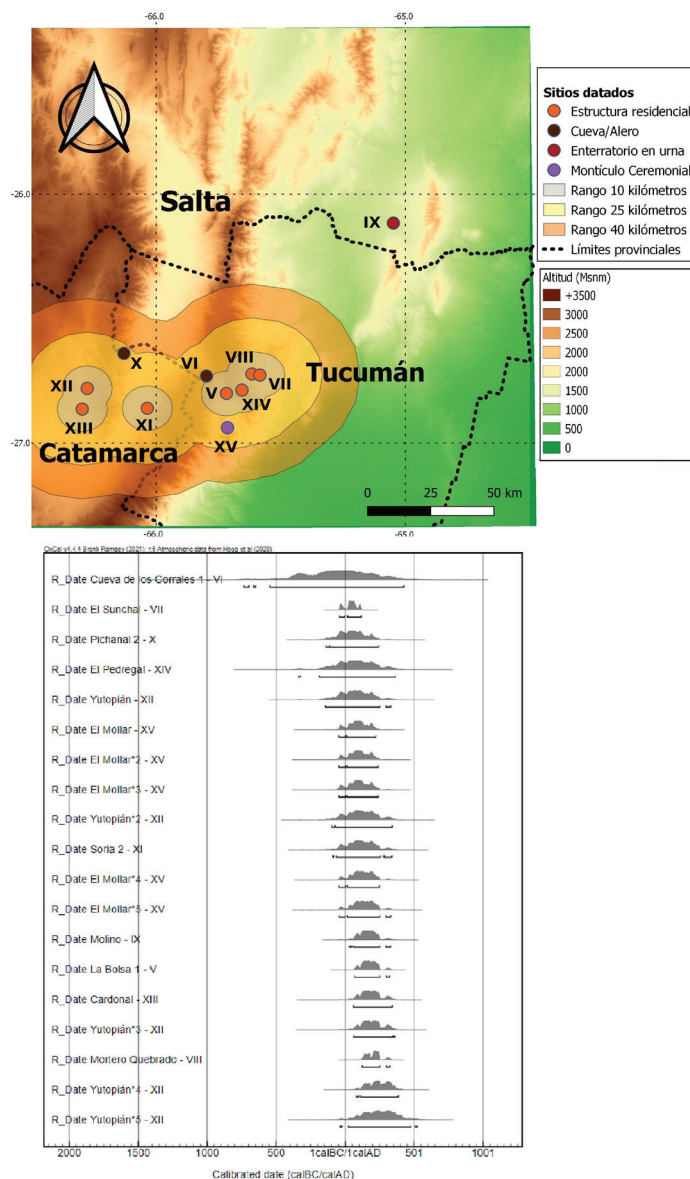 -66.0 -65.0
Sitios datados
Estructura residencial
Cueva/Alero
Enterratorio en urna
Montículo Ceremonial
Rango 10 kilómetros
Rango 25 kilómetros
Rango 40 kilómetros
Límites provinciales
Altitud (Msnm)
+3500
3000
2500
2000
2000
1500
1000
500
0
-26.0 -26.0
Salta
IX
X
VI
VIII
VII
XII
V
XIV
Tucumán
XIII
XI
XV
-27.0 -27.0
Catamarca
0 25 50 km
-66.0 -65.0
OxCal v4.4.4 Bronk Ramsey (2021); r:5 Atmospheric data from Hogg et al (2020)
R_Date Cueva de los Corrales 1 - VI
R_Date El Sunchal - VII
R_Date Pichanal 2 - X
R_Date El Pedregal - XIV
R_Date Yutopián - XII
R_Date El Mollar - XV
R_Date El Mollar*2 - XV
R_Date El Mollar*3 - XV
R_Date Yutopián*2 - XII
R_Date Soria 2 - XI
R_Date El Mollar*4 - XV
R_Date El Mollar*5 - XV
R_Date Molino - IX
R_Date La Bolsa 1 - V
R_Date Cardonal - XIII
R_Date Yutopián*3 - XII
R_Date Mortero Quebrado - VIII
R_Date Yutopián*4 - XII
R_Date Yutopián*5 - XII
2000 1500 1000 500 1calBC/1calAD 501 1001
Calibrated date (calBC/calAD)